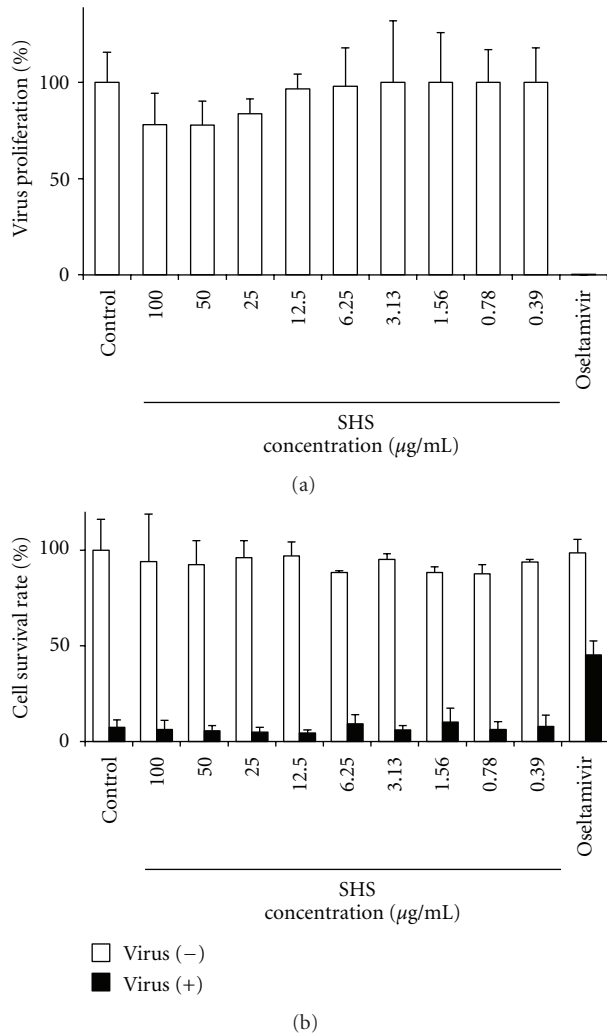 Virus proliferation (%)
100
50
0
Control
100
50
25
12.5
6.25
3.13
1.56
0.78
0.39
Oseltamivir
SHS
concentration (μg/mL)
(a)
Cell survival rate (%)
100
50
0
Control
100
50
25
12.5
6.25
3.13
1.56
0.78
0.39
Oseltamivir
SHS
concentration (μg/mL)
Virus (−)
Virus (+)
(b)